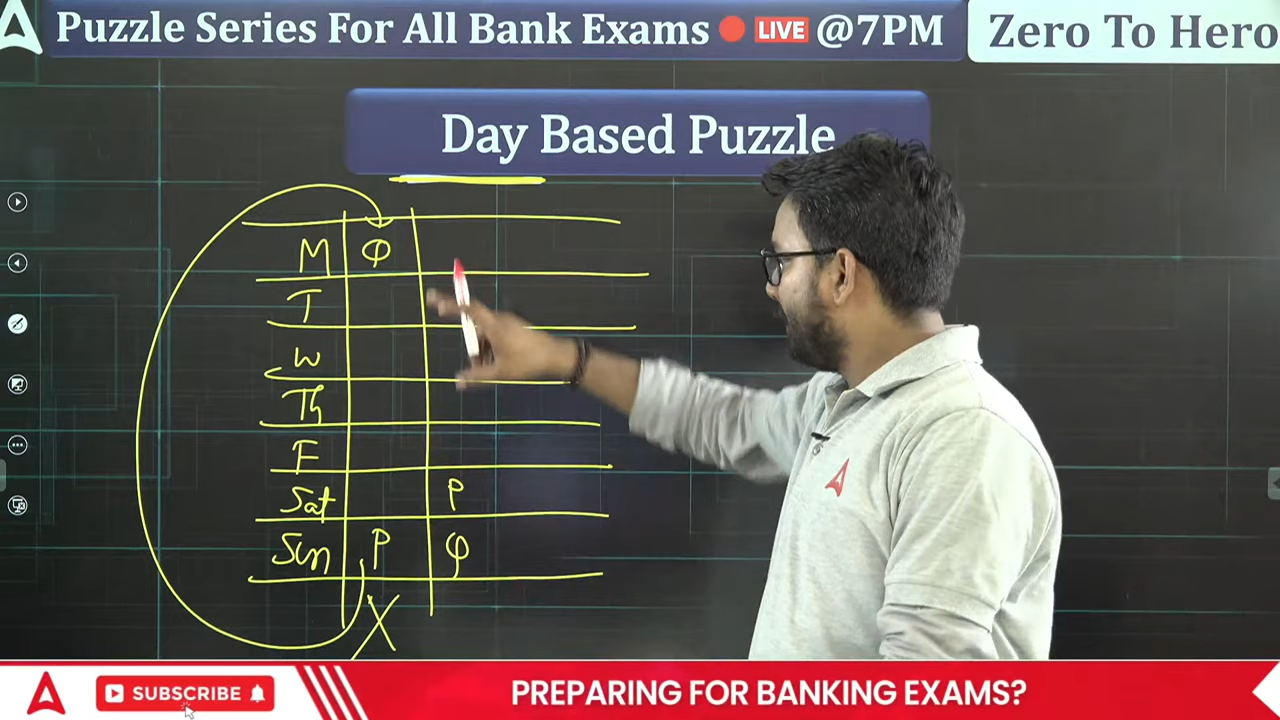 Puzzle Series For All Bank Exams LIVE @7PM
Zero To Hero
Day Based Puzzle
M Q
T
W
Th
F
Sat P
Sun P Q
X
SUBSCRIBE
PREPARING FOR BANKING EXAMS?